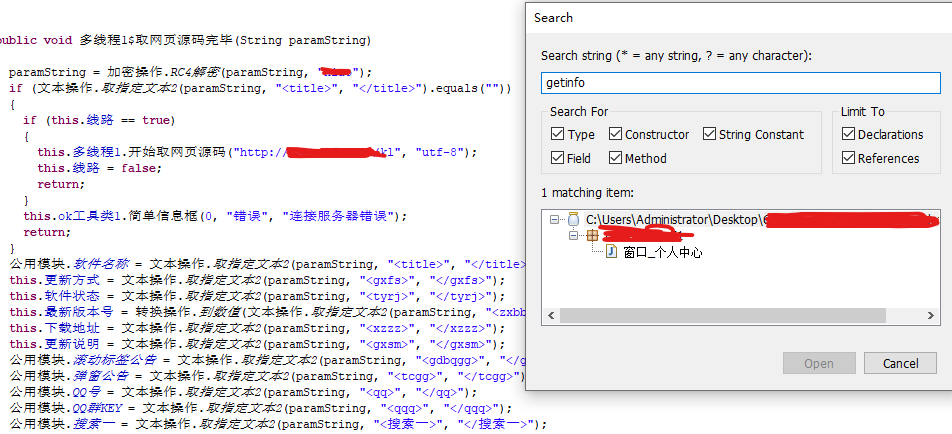 public void 多线程1$取网页源码完毕(String paramString)
paramString = 加密操作.RC4解密(paramString, "");
if (文本操作.取指定文本2(paramString, "<title>", "</title>").equals(""))
{
if (this.线路 == true)
{
this.多线程1.开始取网页源码("http://kl", "utf-8");
this.线路 = false;
return;
}
this.ok工具类1.简单信息框(0, "错误", "连接服务器错误");
return;
}
公用模块.软件名称 = 文本操作.取指定文本2(paramString, "<title>", "</title>
this.更新方式 = 文本操作.取指定文本2(paramString, "<gxfs>", "</gxfs>");
this.软件状态 = 文本操作.取指定文本2(paramString, "<tyrj>", "</tyrj>");
this.最新版本号 = 转换操作.到数值(文本操作.取指定文本2(paramString, "<zxbb
this.下载地址 = 文本操作.取指定文本2(paramString, "<xzzz>", "</xzzz>");
this.更新说明 = 文本操作.取指定文本2(paramString, "<gxsm>", "</gxsm>");
公用模块.滚动标签公告 = 文本操作.取指定文本2(paramString, "<gdbqgg>", "</g
公用模块.弹窗公告 = 文本操作.取指定文本2(paramString, "<tcgg>", "</tcgg>")
公用模块.QQ号 = 文本操作.取指定文本2(paramString, "<qq>", "</qq>");
公用模块.QQ群KEY = 文本操作.取指定文本2(paramString, "<qqq>", "</qqq>");
公用模块.搜索一 = 文本操作.取指定文本2(paramString, "<搜索一>", "</搜索一>");
Search
Search string (* = any string, ? = any character):
getinfo
Search For
Type
Constructor
String Constant
Field
Method
Limit To
Declarations
References
1 matching item:
C:\Users\Administrator\Desktop\
窗口_个人中心
Open
Cancel